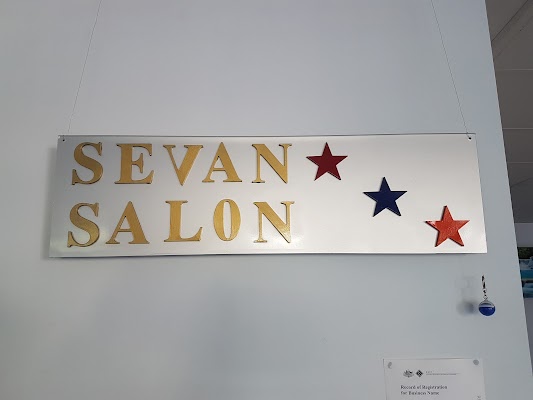 SEVAN
SALON
Record of Registration
for Business Name